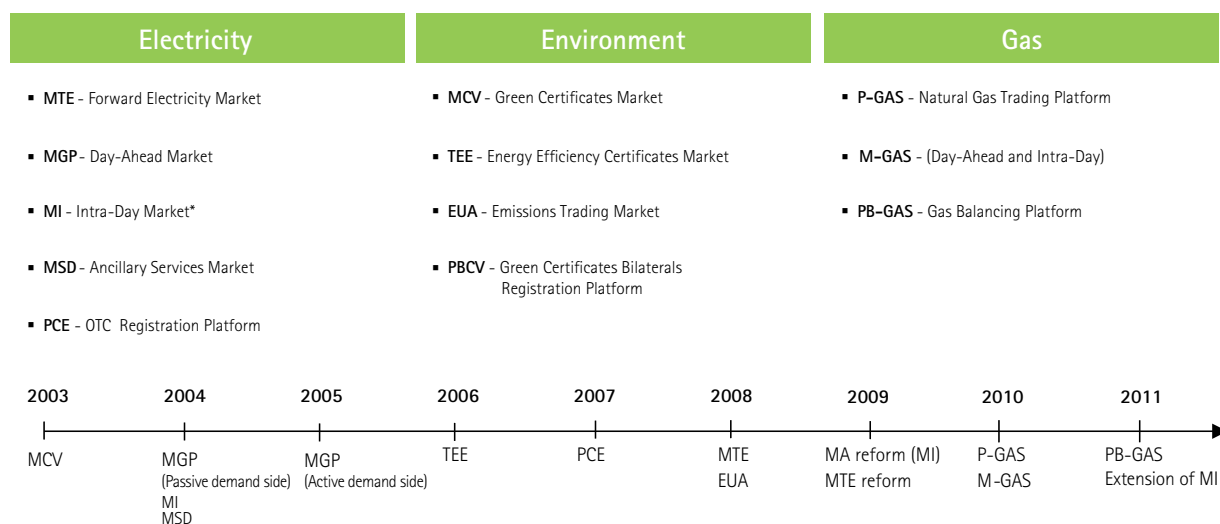 Electricity
▪ MTE - Forward Electricity Market
▪ MGP - Day-Ahead Market
▪ MI - Intra-Day Market*
▪ MSD - Ancillary Services Market
▪ PCE - OTC Registration Platform
Environment
▪ MCV - Green Certificates Market
▪ TEE - Energy Efficiency Certificates Market
▪ EUA - Emissions Trading Market
▪ PBCV - Green Certificates Bilaterals
Registration Platform
Gas
▪ P-GAS - Natural Gas Trading Platform
▪ M-GAS - (Day-Ahead and Intra-Day)
▪ PB-GAS - Gas Balancing Platform
2003
MCV
2004
MGP
(Passive demand side)
MI
MSD
2005
MGP
(Active demand side)
2006
TEE
2007
PCE
2008
MTE
EUA
2009
MA reform (MI)
MTE reform
2010
P-GAS
M-GAS
2011
PB-GAS
Extension of MI